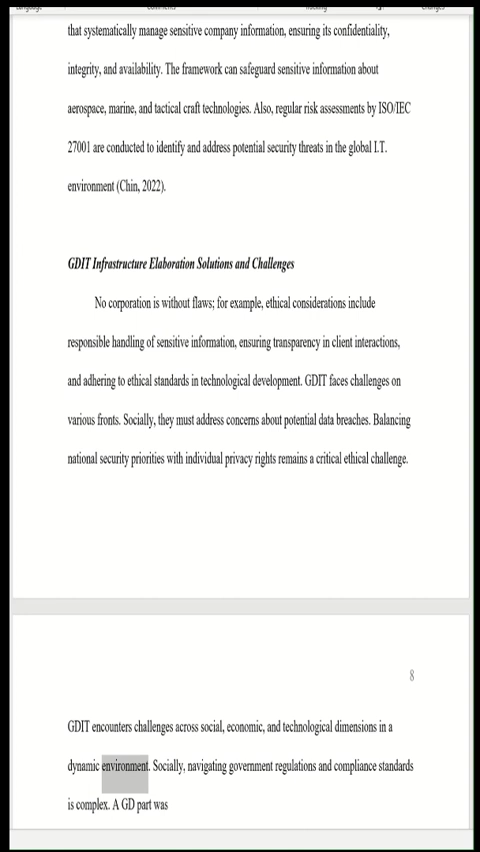 that systematically manage sensitive company information, ensuring its confidentiality,
integrity, and availability. The framework can safeguard sensitive information about
aerospace, marine, and tactical craft technologies. Also, regular risk assessments by ISO/IEC
27001 are conducted to identify and address potential security threats in the global I.T.
environment (Chin, 2022).
GDIT Infrastructure Elaboration Solutions and Challenges
No corporation is without flaws; for example, ethical considerations include
responsible handling of sensitive information, ensuring transparency in client interactions,
and adhering to ethical standards in technological development. GDIT faces challenges on
various fronts. Socially, they must address concerns about potential data breaches. Balancing
national security priorities with individual privacy rights remains a critical ethical challenge.
8
GDIT encounters challenges across social, economic, and technological dimensions in a
dynamic environment. Socially, navigating government regulations and compliance standards
is complex. A GD part was